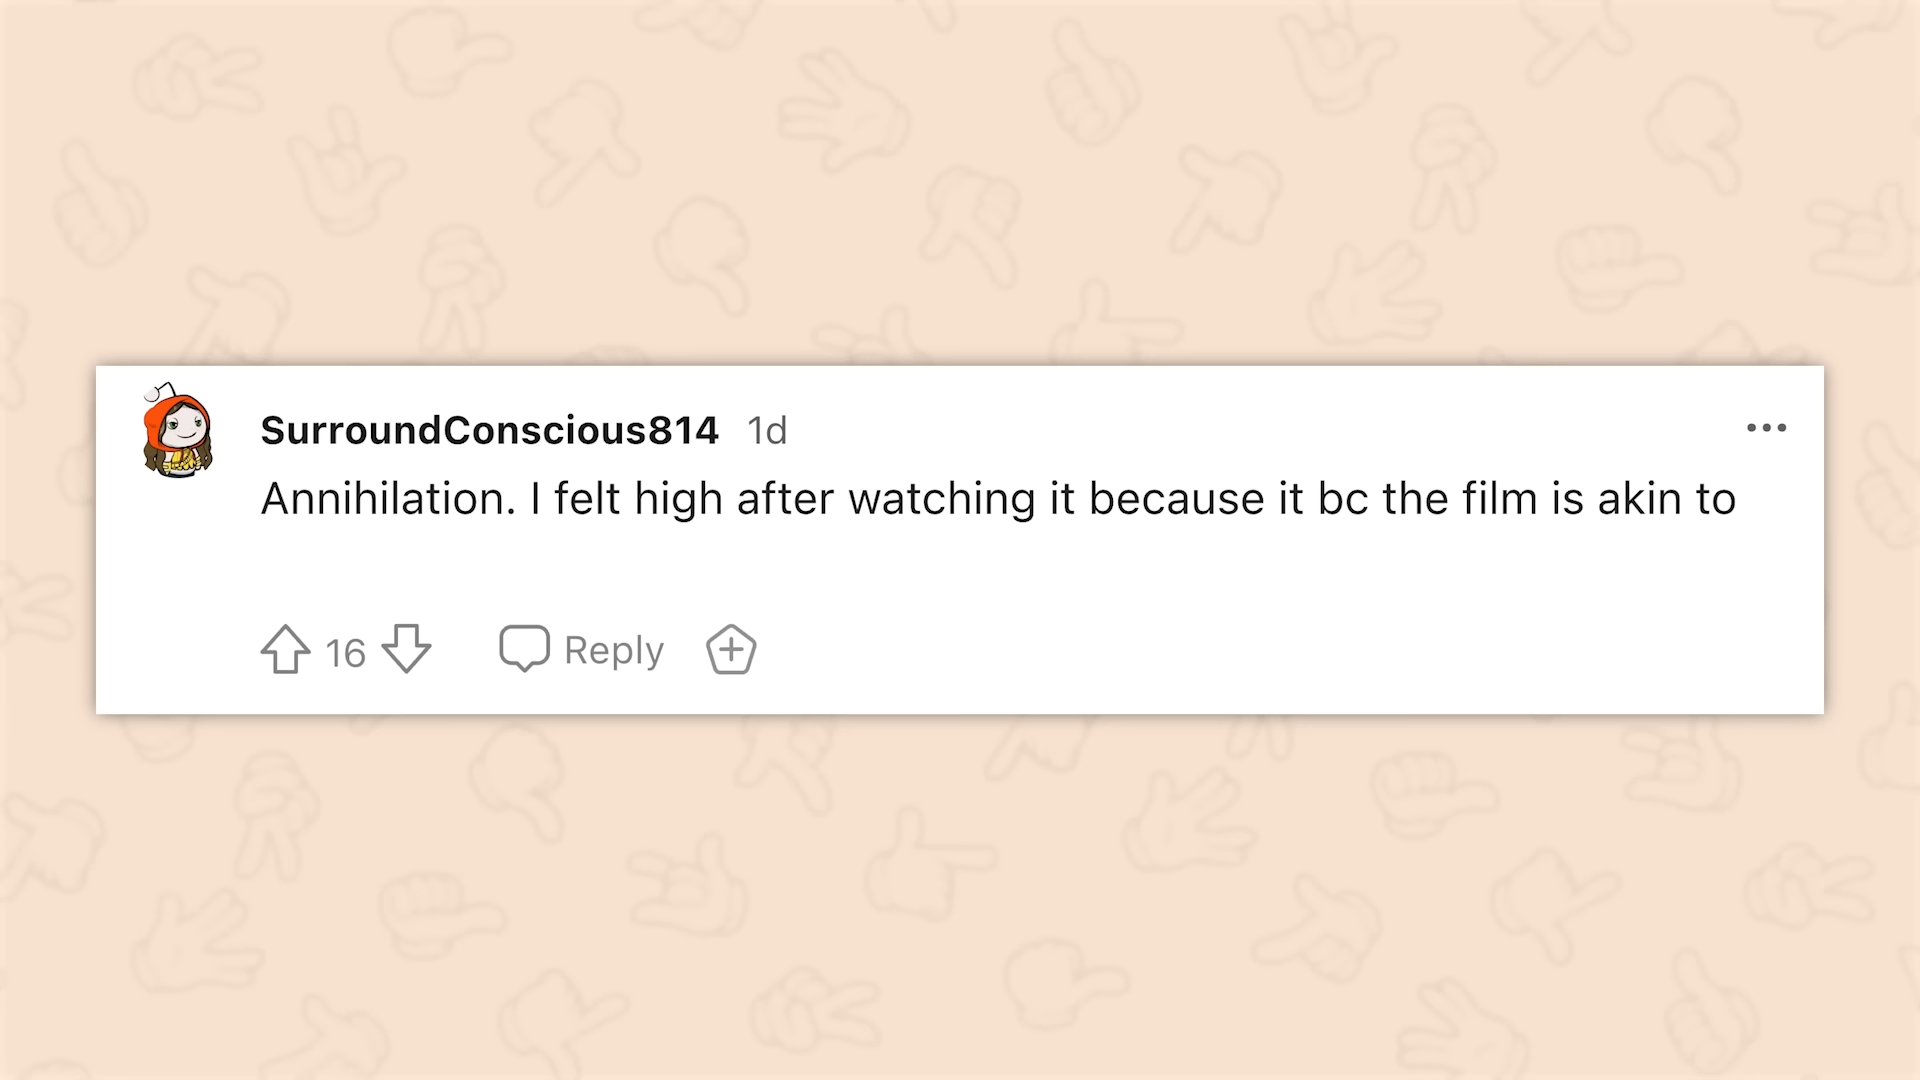 SurroundConscious814 1d
Annihilation. I felt high after watching it because it bc the film is akin to
16 Reply